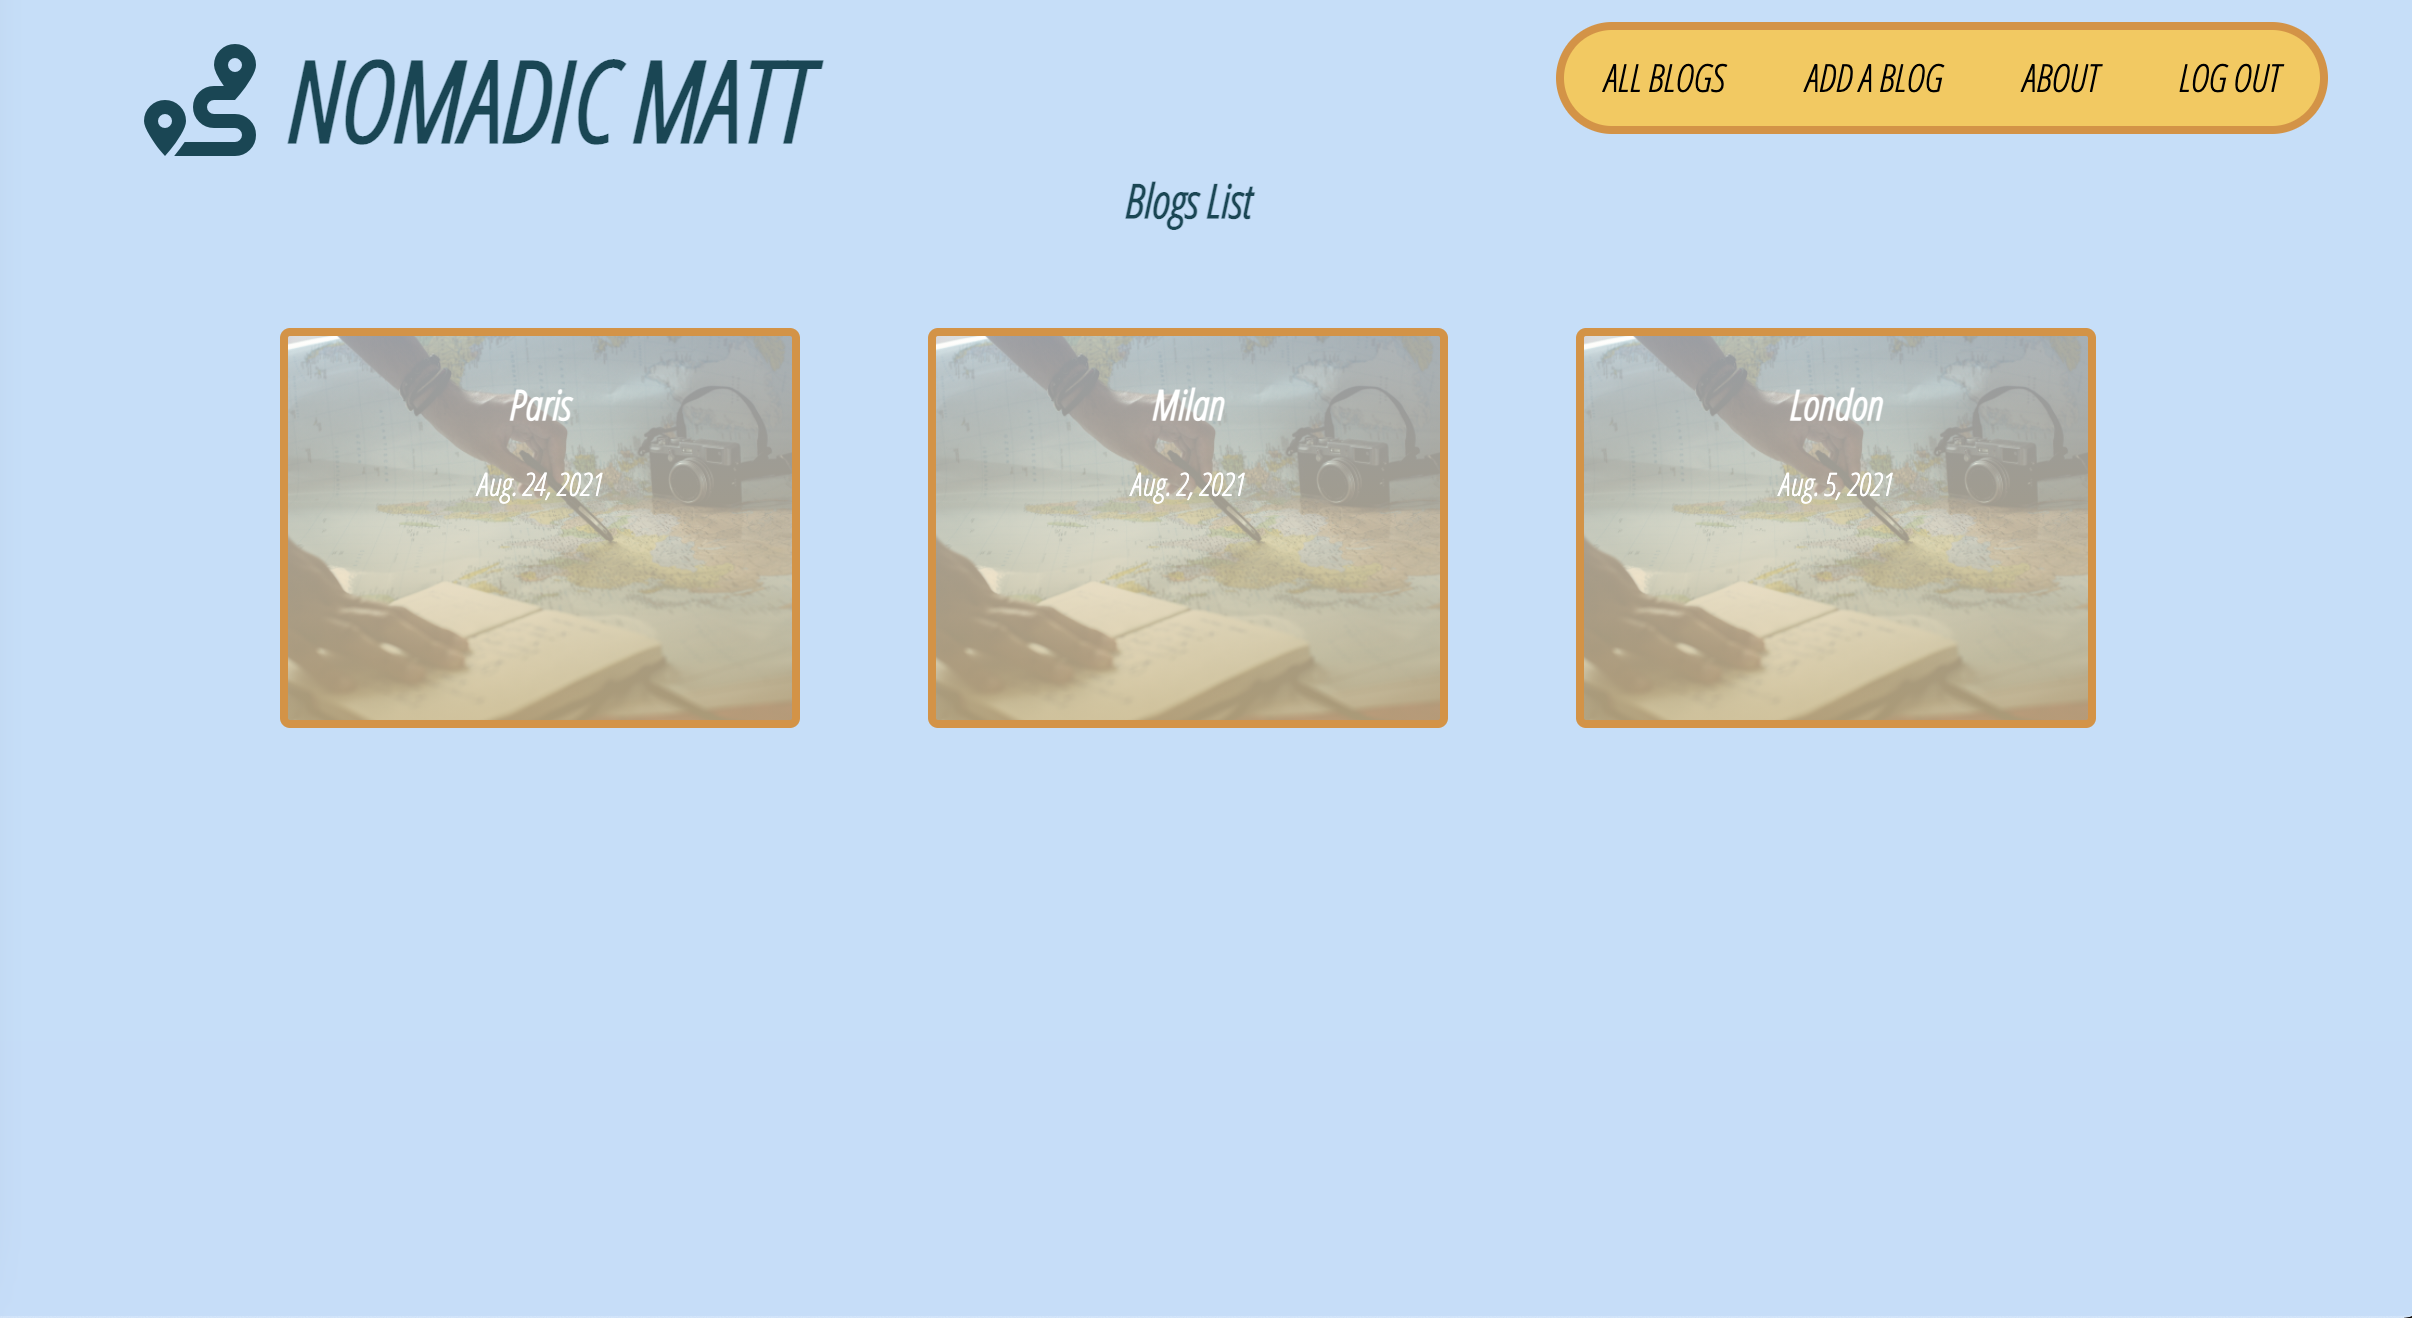 NOMADIC MATT
ALL BLOGS ADD A BLOG ABOUT LOG OUT
Blogs List
Paris
Aug. 24, 2021
Milan
Aug. 2, 2021
London
Aug. 5, 2021